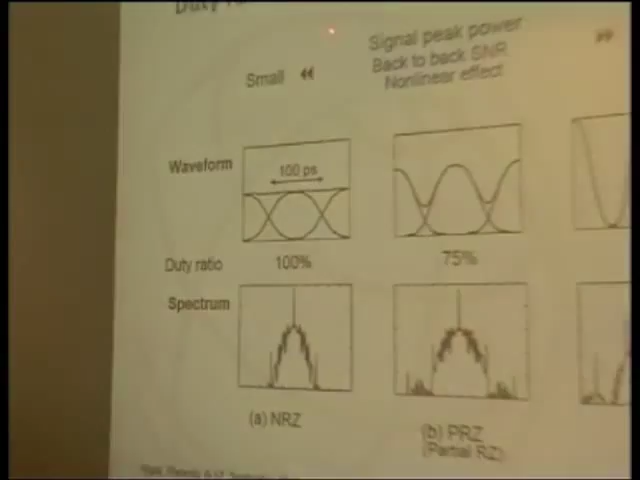 Duty
Signal peak power
Back to back SNR
Nonlinear effect
Small
Waveform
100 ps
Duty ratio
100%
75%
Spectrum
(a) NRZ
(b) PRZ
(Partial RZ)